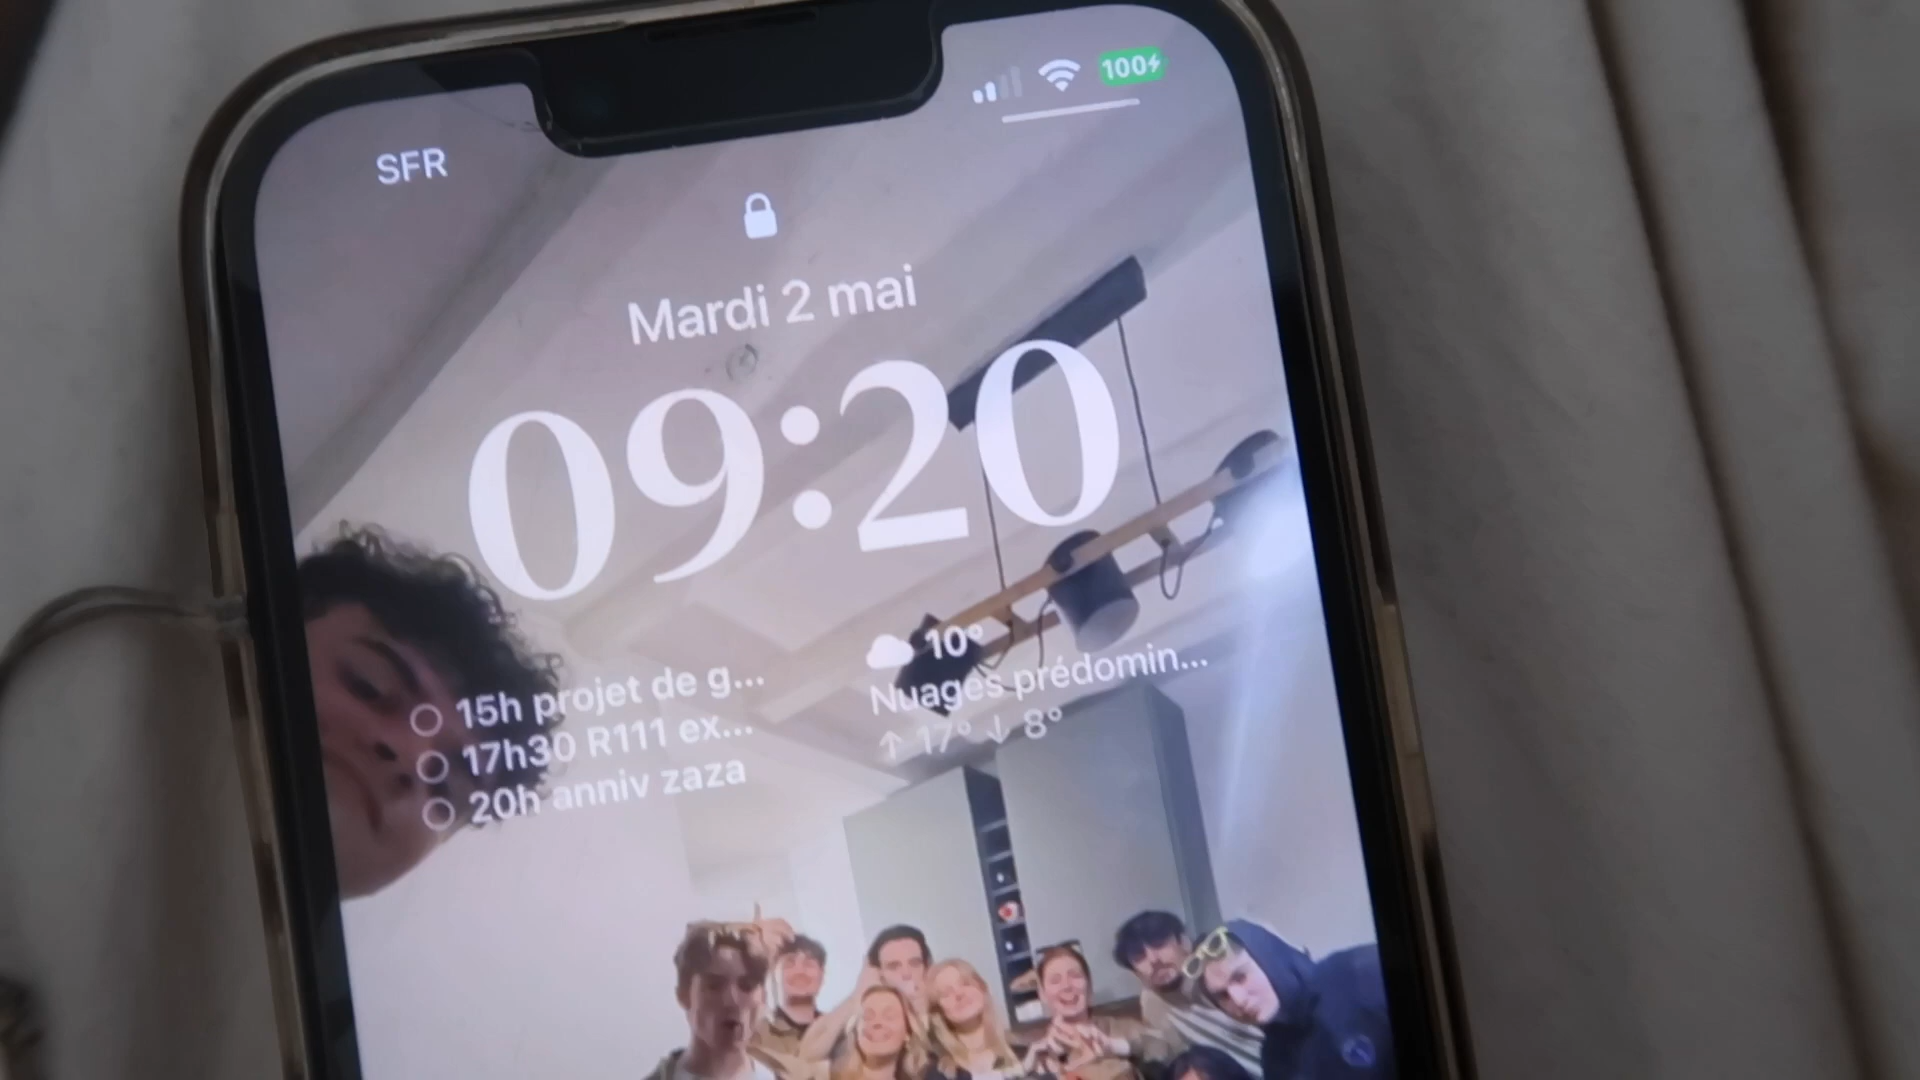 SFR
100
Mardi 2 mai
09:20
15h projet de g...
17h30 R111 ex...
20h anniv zaza
10°
Nuages prédomin...
↑ 17° ↓ 8°